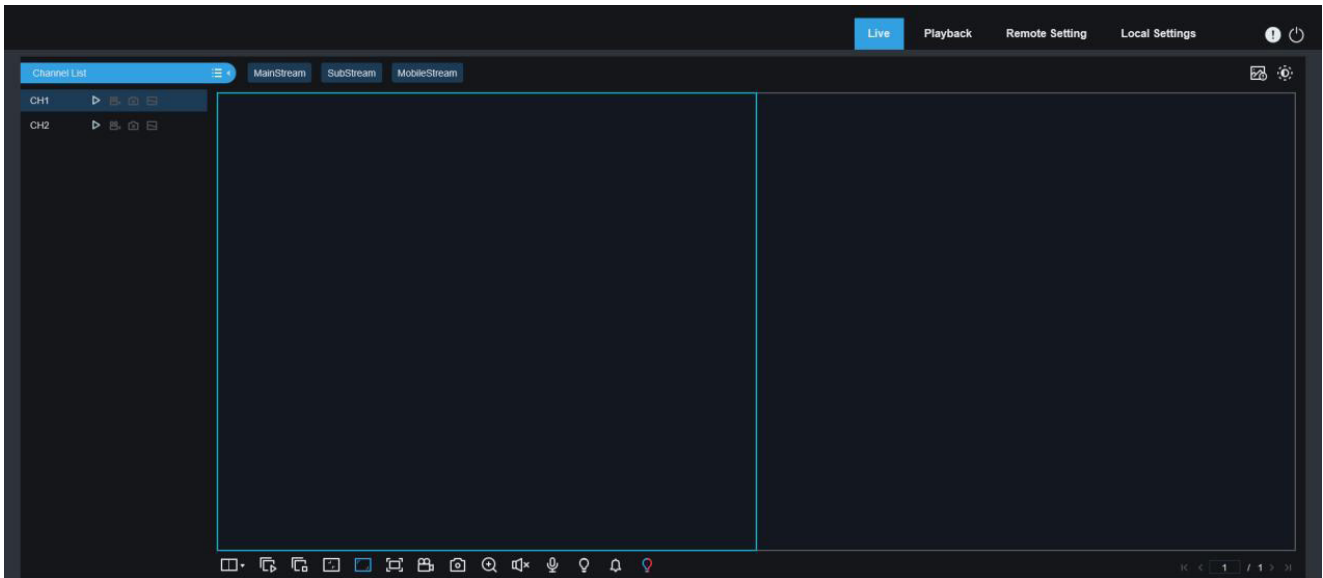 Live Playback Remote Setting Local Settings
Channel List MainStream SubStream MobileStream
CH1
CH2
1 / 1